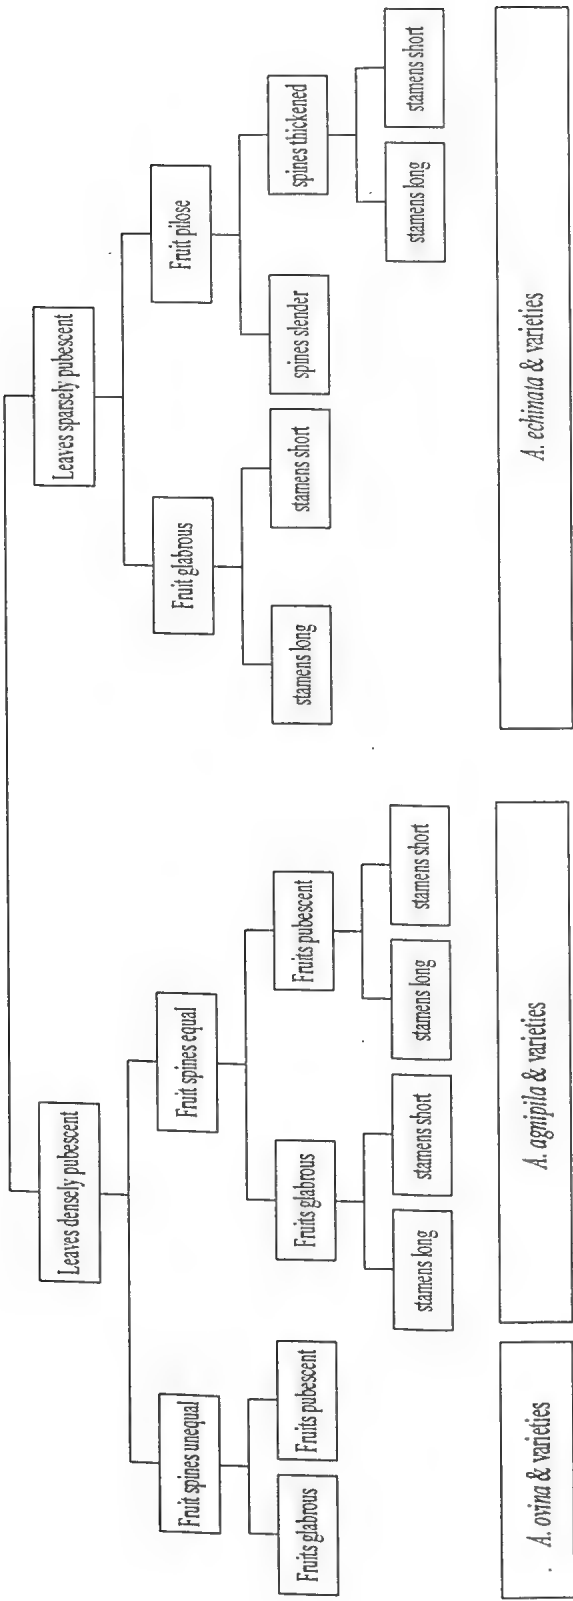 Leaves densely pubescent
Leaves sparsely pubescent
Fruit spines unequal
Fruit spines equal
Fruit glabrous
Fruit pilose
Fruits glabrous
Fruits pubescent
Fruits glabrous
Fruits pubescent
stamens long
stamens short
spines slender
spines thickened
stamens long
stamens short
stamens long
stamens short
stamens long
stamens short
A. ovina & varieties
A. agnipila & varieties
A. echinata & varieties